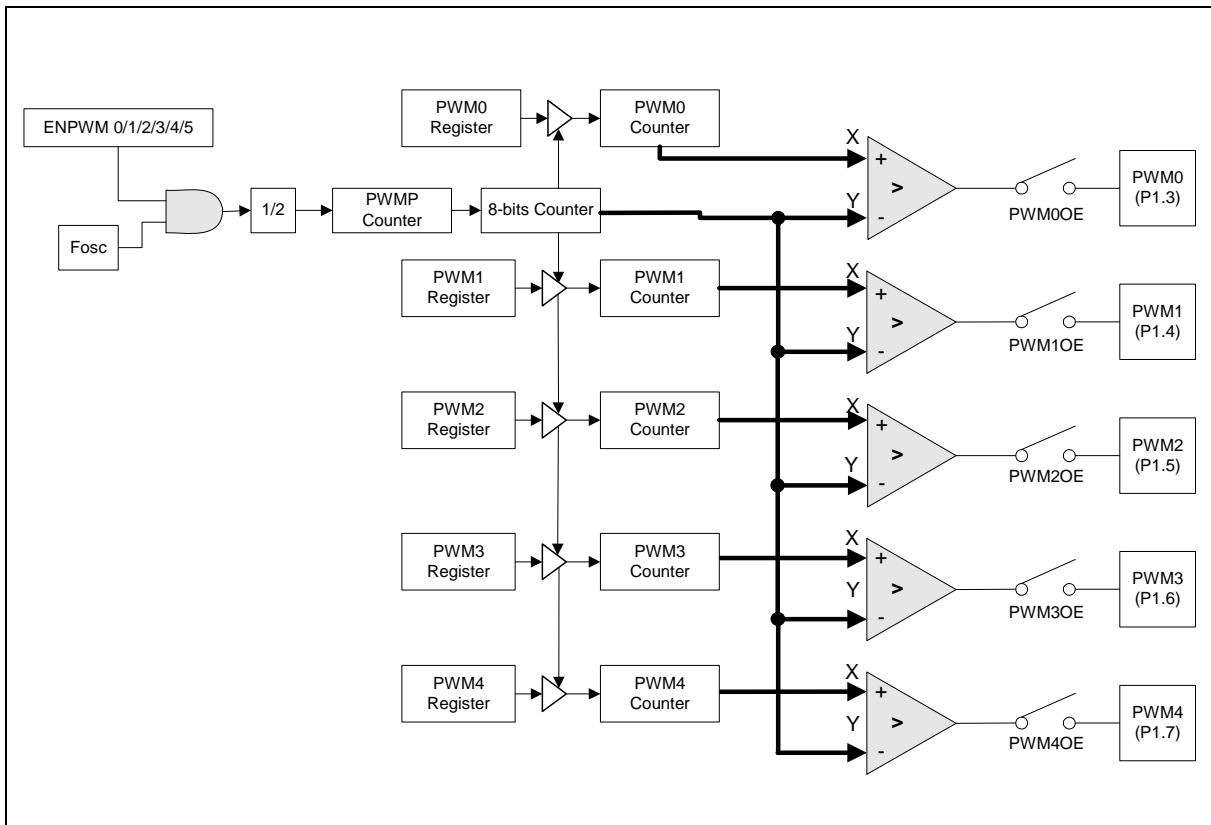 ENPWM 0/1/2/3/4/5
Fosc
1/2
PWMP
Counter
8-bits Counter
PWM0
Register
PWM0
Counter
X
+
>
Y
-
PWM0OE
PWM0
(P1.3)
PWM1
Register
PWM1
Counter
X
+
>
Y
-
PWM1OE
PWM1
(P1.4)
PWM2
Register
PWM2
Counter
X
+
>
Y
-
PWM2OE
PWM2
(P1.5)
PWM3
Register
PWM3
Counter
X
+
>
Y
-
PWM3OE
PWM3
(P1.6)
PWM4
Register
PWM4
Counter
X
+
>
Y
-
PWM4OE
PWM4
(P1.7)